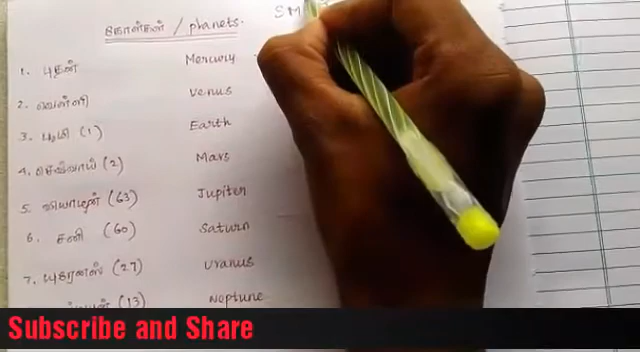 கோள்கள் / planets.
SM
1. புதன் Mercury
2. வெள்ளி Venus
3. பூமி (1) Earth
4. செவ்வாய் (2) Mars
5. வியாழன் (63) Jupiter
6. சனி (60) Saturn
7. யுரேனஸ் (27) Uranus
(13) Neptune
Subscribe and Share